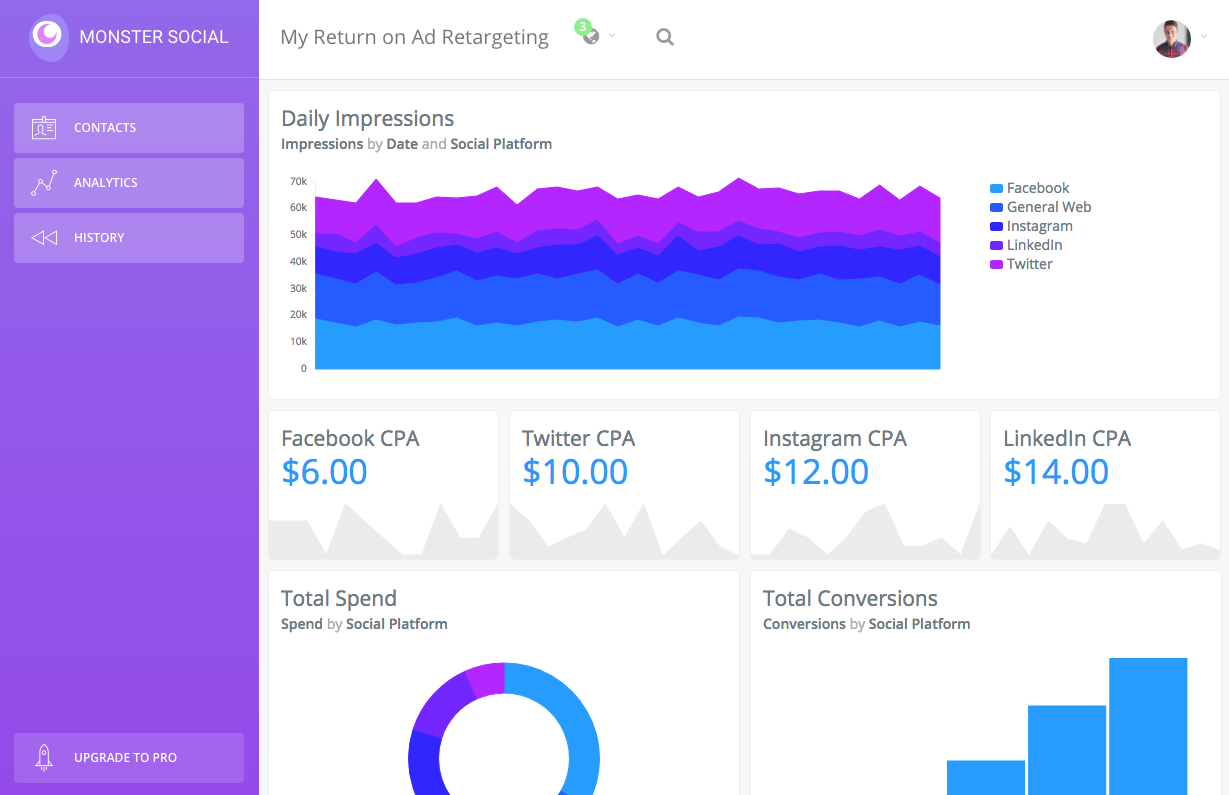 MONSTER SOCIAL
My Return on Ad Retargeting
3
CONTACTS
ANALYTICS
HISTORY
UPGRADE TO PRO
Daily Impressions
Impressions by Date and Social Platform
70k
60k
50k
40k
30k
20k
10k
0
Facebook
General Web
Instagram
LinkedIn
Twitter
Facebook CPA
$6.00
Twitter CPA
$10.00
Instagram CPA
$12.00
LinkedIn CPA
$14.00
Total Spend
Spend by Social Platform
Total Conversions
Conversions by Social Platform